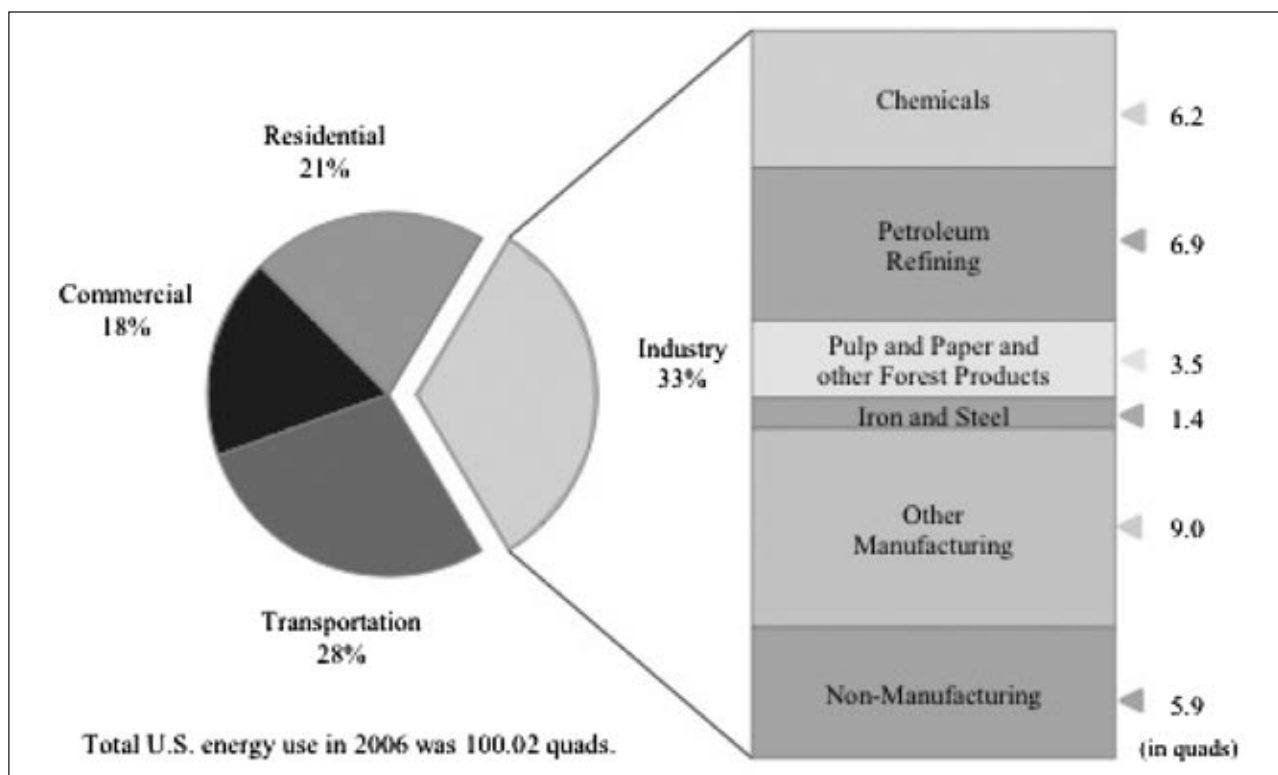 Residential
21%
Commercial
18%
Industry
33%
Transportation
28%
Total U.S. energy use in 2006 was 100.02 quads.
Chemicals
6.2
Petroleum
Refining
6.9
Pulp and Paper and
other Forest Products
3.5
Iron and Steel
1.4
Other
Manufacturing
9.0
Non-Manufacturing
5.9
(in quads)